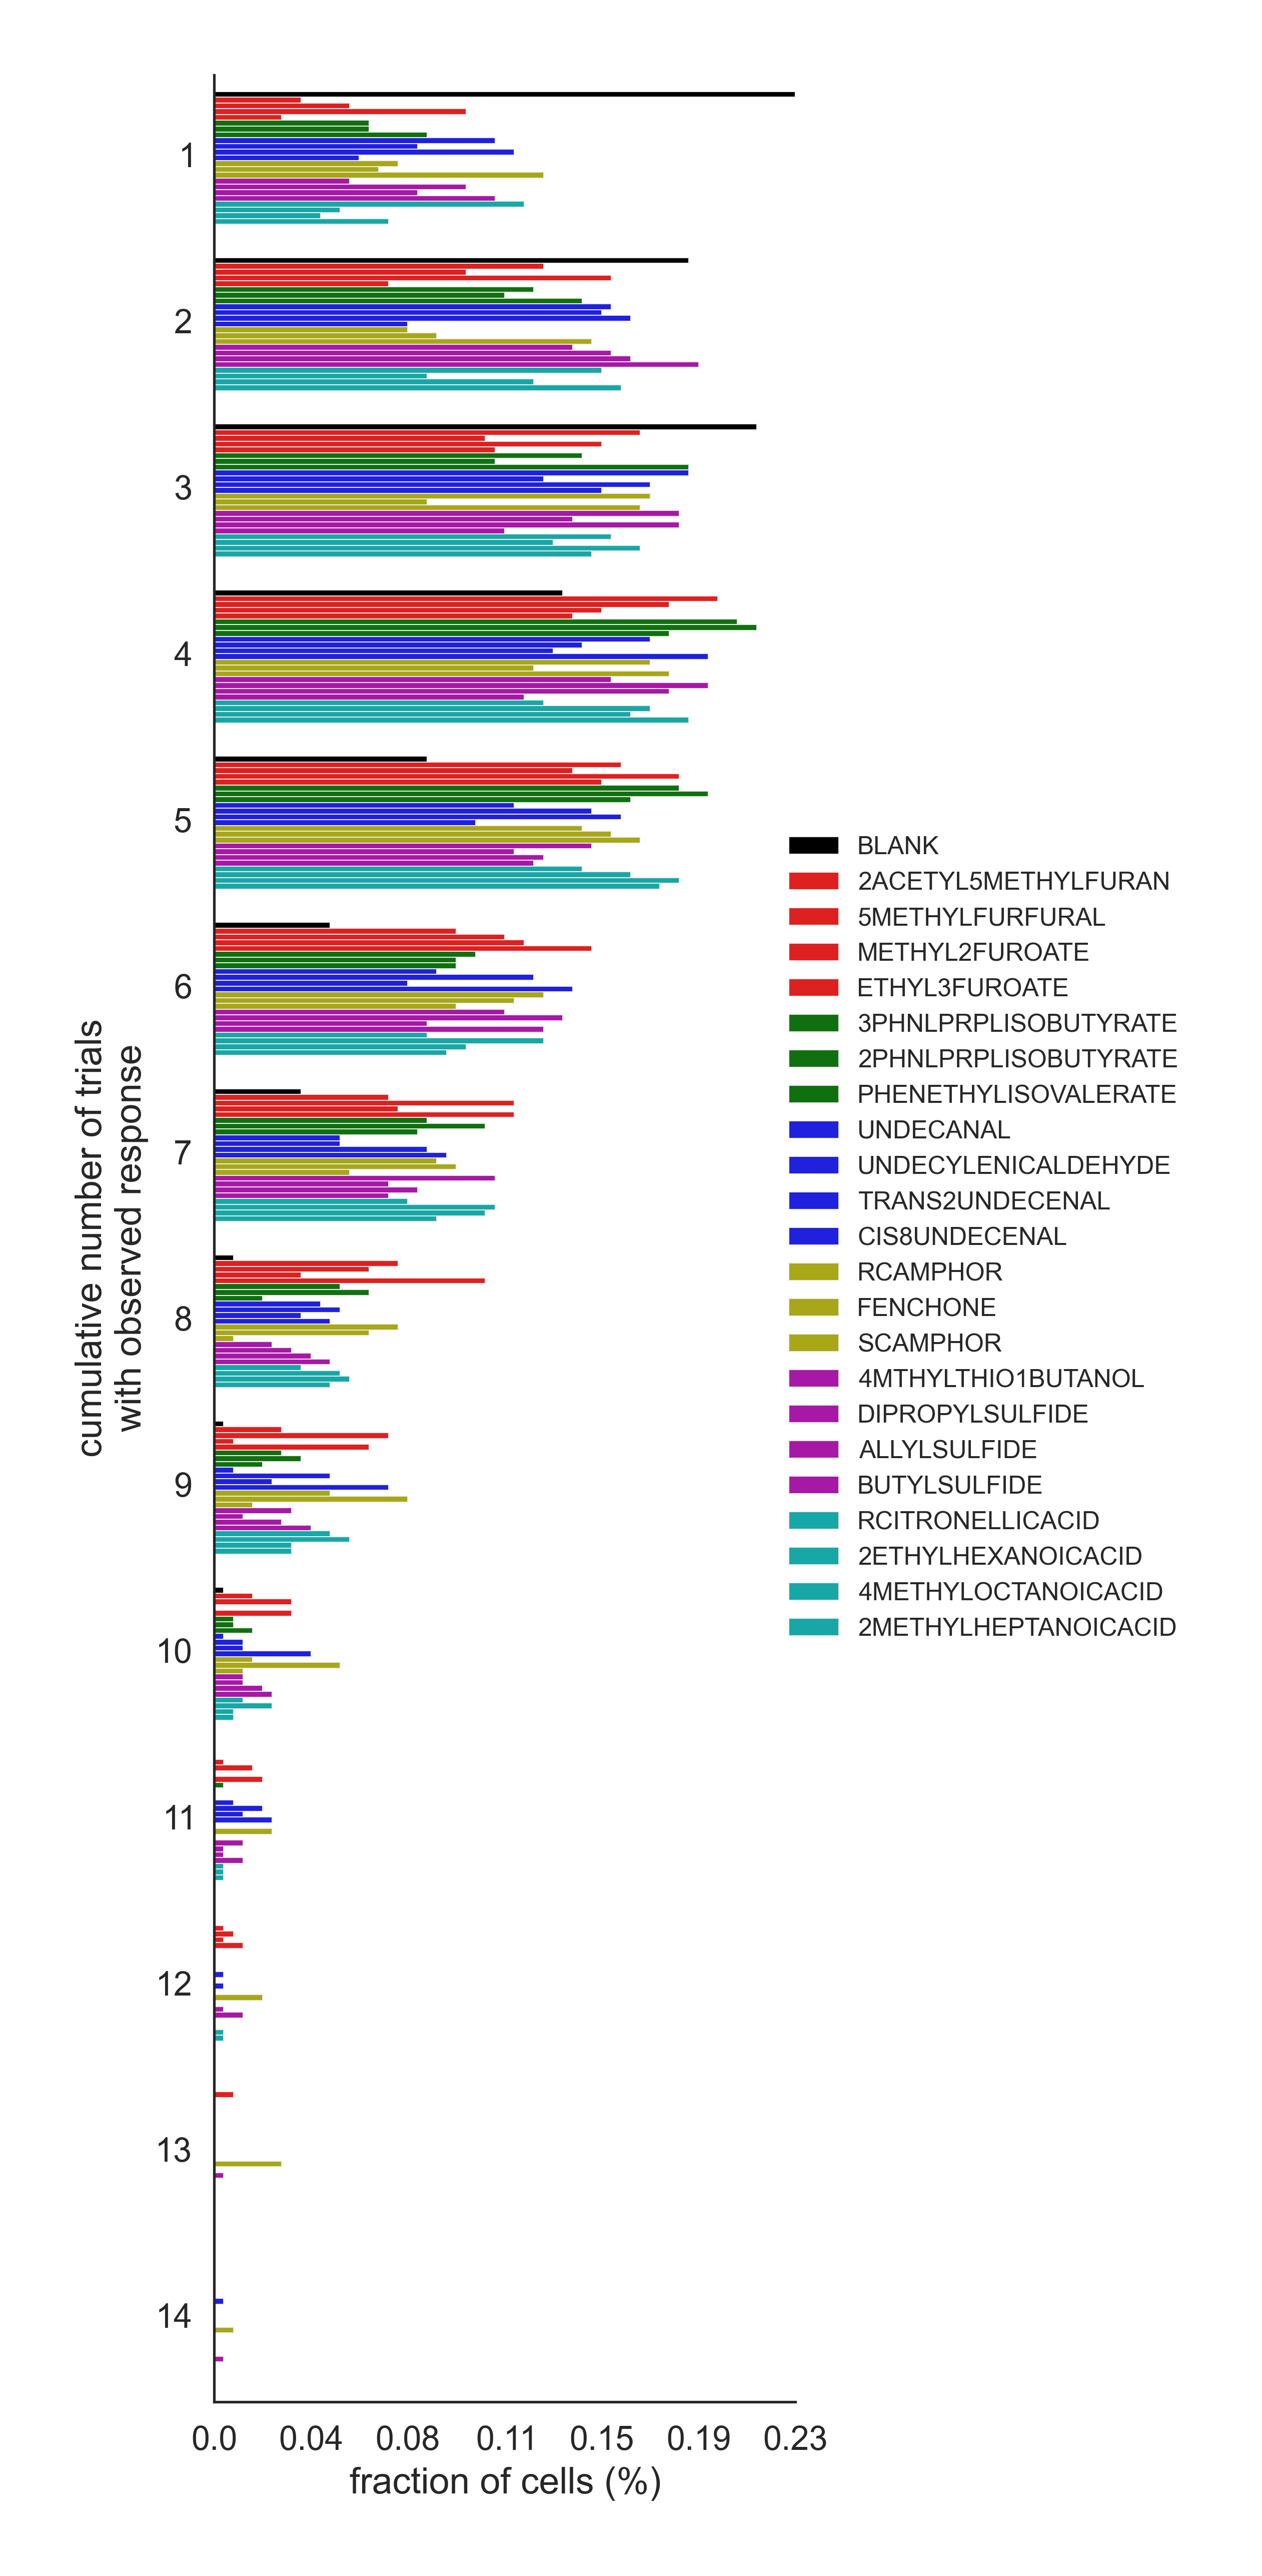 1
2
3
4
5
6
7
8
9
10
11
12
13
14
cumulative number of trials
with observed response
BLANK
2ACETYL5METHYLFURAN
5METHYLFURFURAL
METHYL2FUROATE
ETHYL3FUROATE
3PHNLPRPLISOBUTYRATE
2PHNLPRPLISOBUTYRATE
PHENETHYLISOVALERATE
UNDECANAL
UNDECYLENICALDEHYDE
TRANS2UNDECENAL
CIS8UNDECENAL
RCAMPHOR
FENCHONE
SCAMPHOR
4MTHYLTHIO1BUTANOL
DIPROPYLSULFIDE
ALLYLSULFIDE
BUTYLSULFIDE
RCITRONELLICACID
2ETHYLHEXANOICACID
4METHYLOCTANOICACID
2METHYLHEPTANOICACID
0.0 0.04 0.08 0.11 0.15 0.19 0.23
fraction of cells (%)